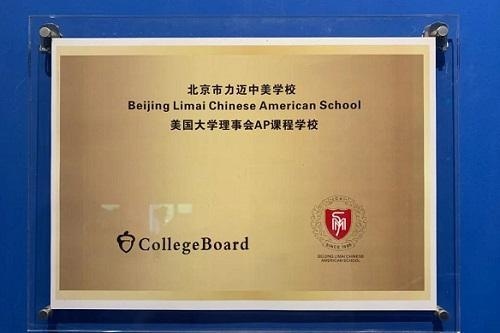 北京市力迈中美学校
Beijing Limai Chinese American School
美国大学理事会AP课程学校
CollegeBoard
SINCE 1998
BEIJING LIMAI CHINESE
AMERICAN SCHOOL